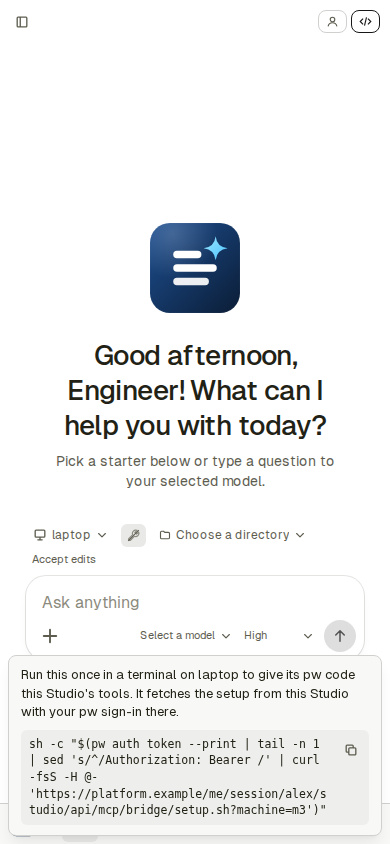 Good afternoon,
Engineer! What can I
help you with today?
Pick a starter below or type a question to
your selected model.
laptop
Choose a directory
Accept edits
Ask anything
Select a model
High
Run this once in a terminal on laptop to give its pw code
this Studio's tools. It fetches the setup from this Studio
with your pw sign-in there.
sh -c "$(pw auth token --print | tail -n 1
| sed 's/^/Authorization: Bearer /' | curl
-fsS -H @-
'https://platform.example/me/session/alex/s
tudio/api/mcp/bridge/setup.sh?machine=m3')"